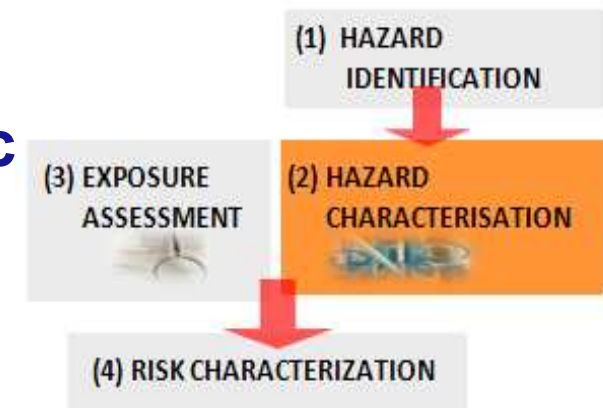 (1) HAZARD
IDENTIFICATION
c
(3) EXPOSURE
ASSESSMENT
(2) HAZARD
CHARACTERISATION
(4) RISK CHARACTERIZATION